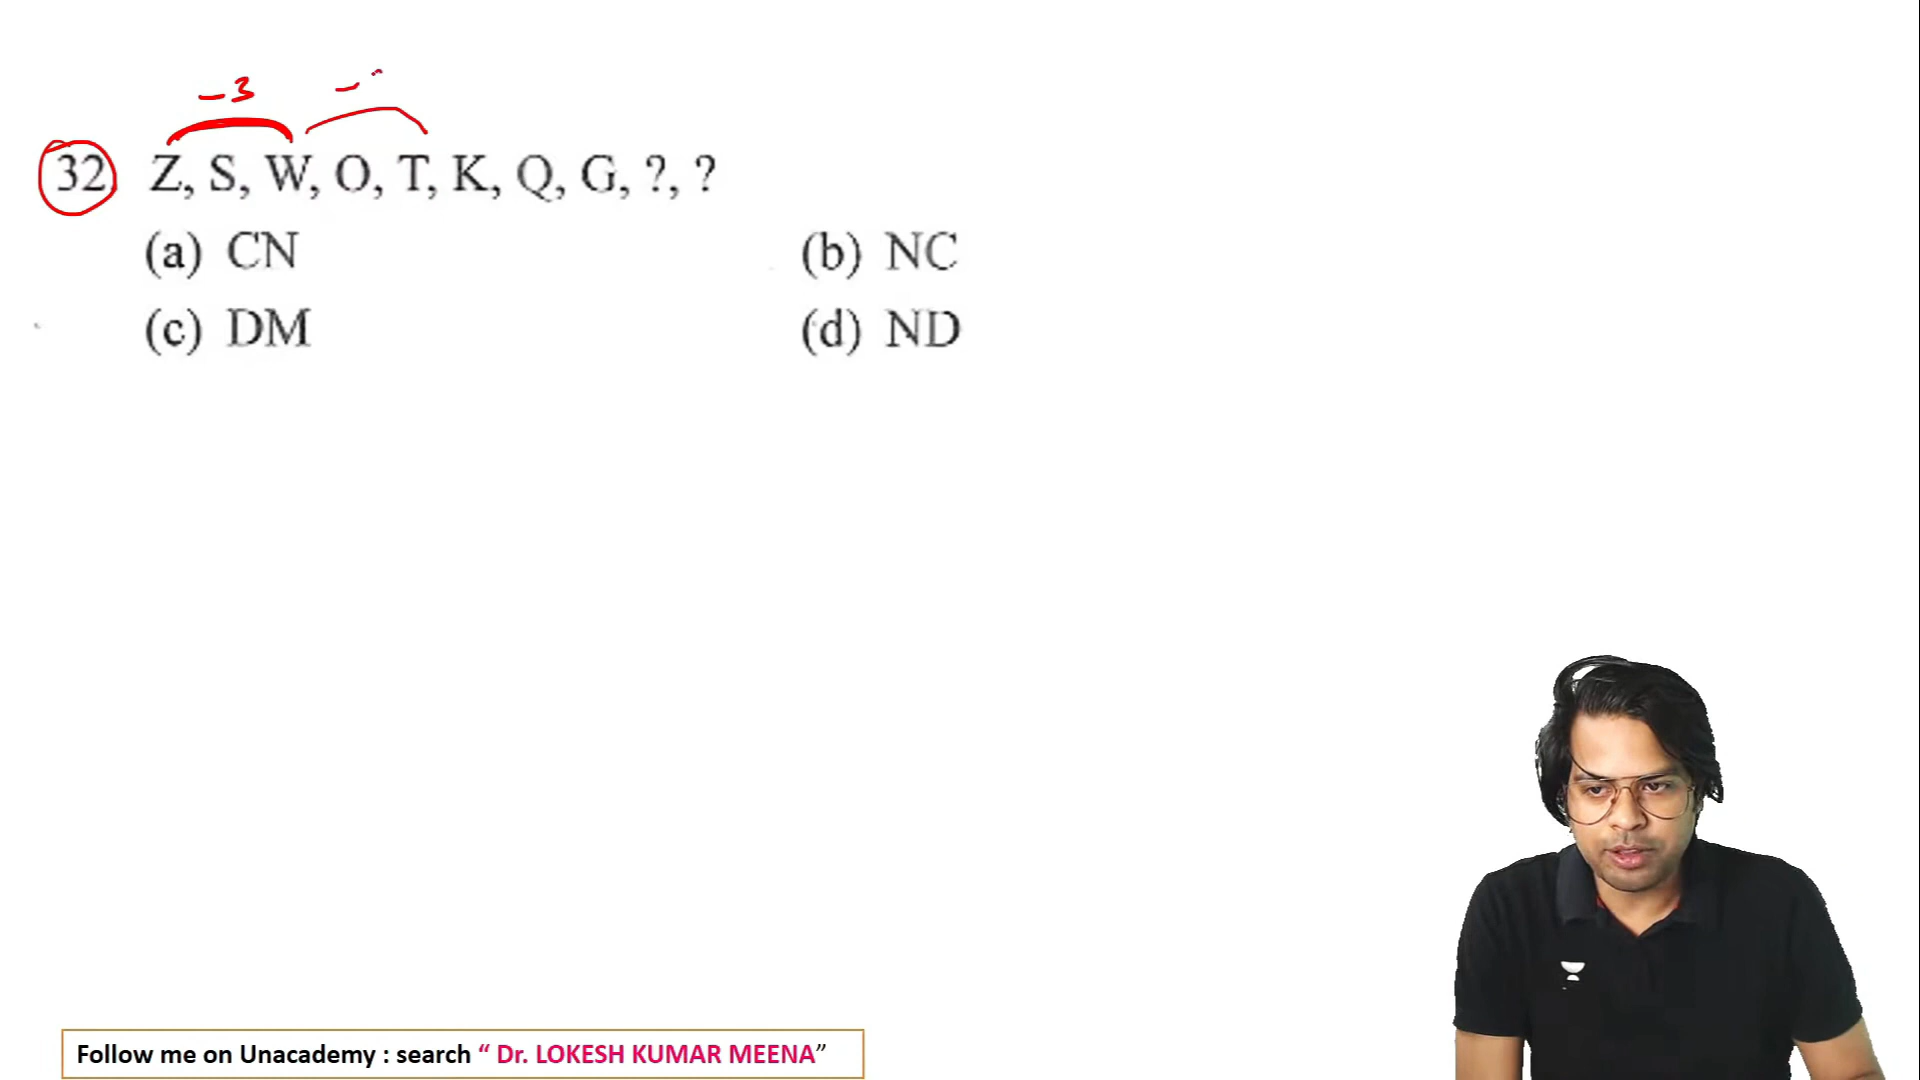 -3 -
32. Z, S, W, O, T, K, Q, G, ?, ?
(a) CN (b) NC
(c) DM (d) ND
Follow me on Unacademy : search “ Dr. LOKESH KUMAR MEENA”